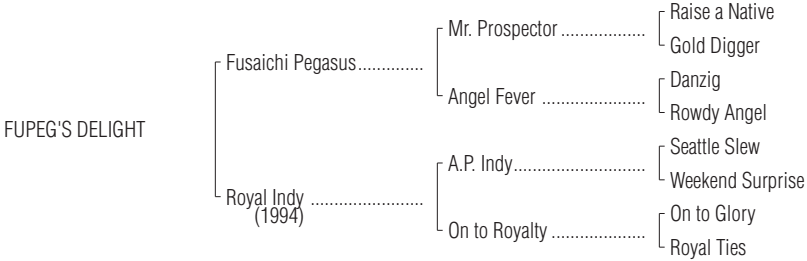 Raise a Native
Mr. Prospector ...................
Gold Digger
Fusaichi Pegasus..............
Danzig
Angel Fever .......................
Rowdy Angel
FUPEG'S DELIGHT
Seattle Slew
A.P. Indy.............................
Weekend Surprise
Royal Indy .........................
(1994)
On to Glory
On to Royalty .....................
Royal Ties